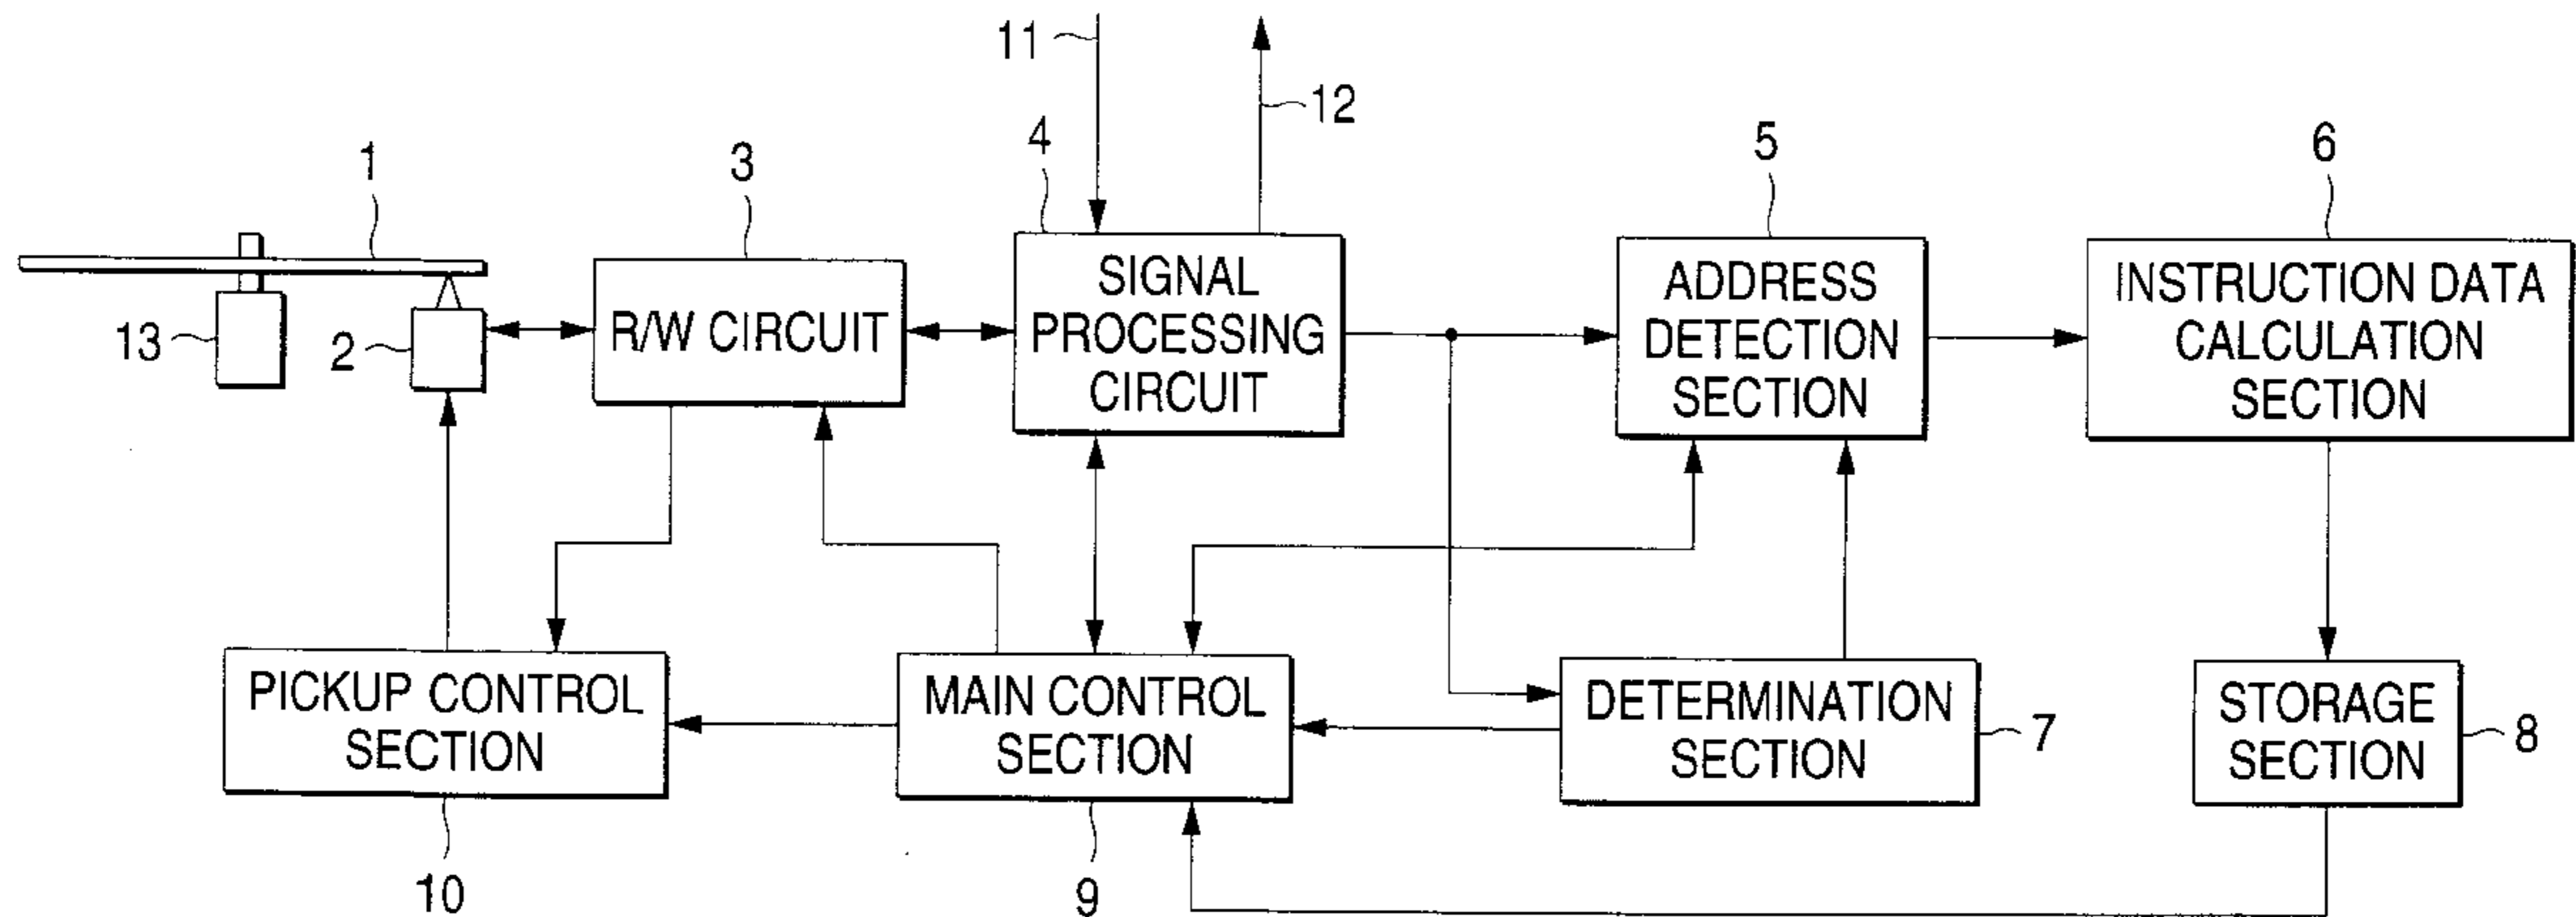 11
12
1
3
4
5
6
13
2
R/W CIRCUIT
SIGNAL
PROCESSING
CIRCUIT
ADDRESS
DETECTION
SECTION
INSTRUCTION DATA
CALCULATION
SECTION
PICKUP CONTROL
SECTION
MAIN CONTROL
SECTION
DETERMINATION
SECTION
7
STORAGE
SECTION
8
10
9